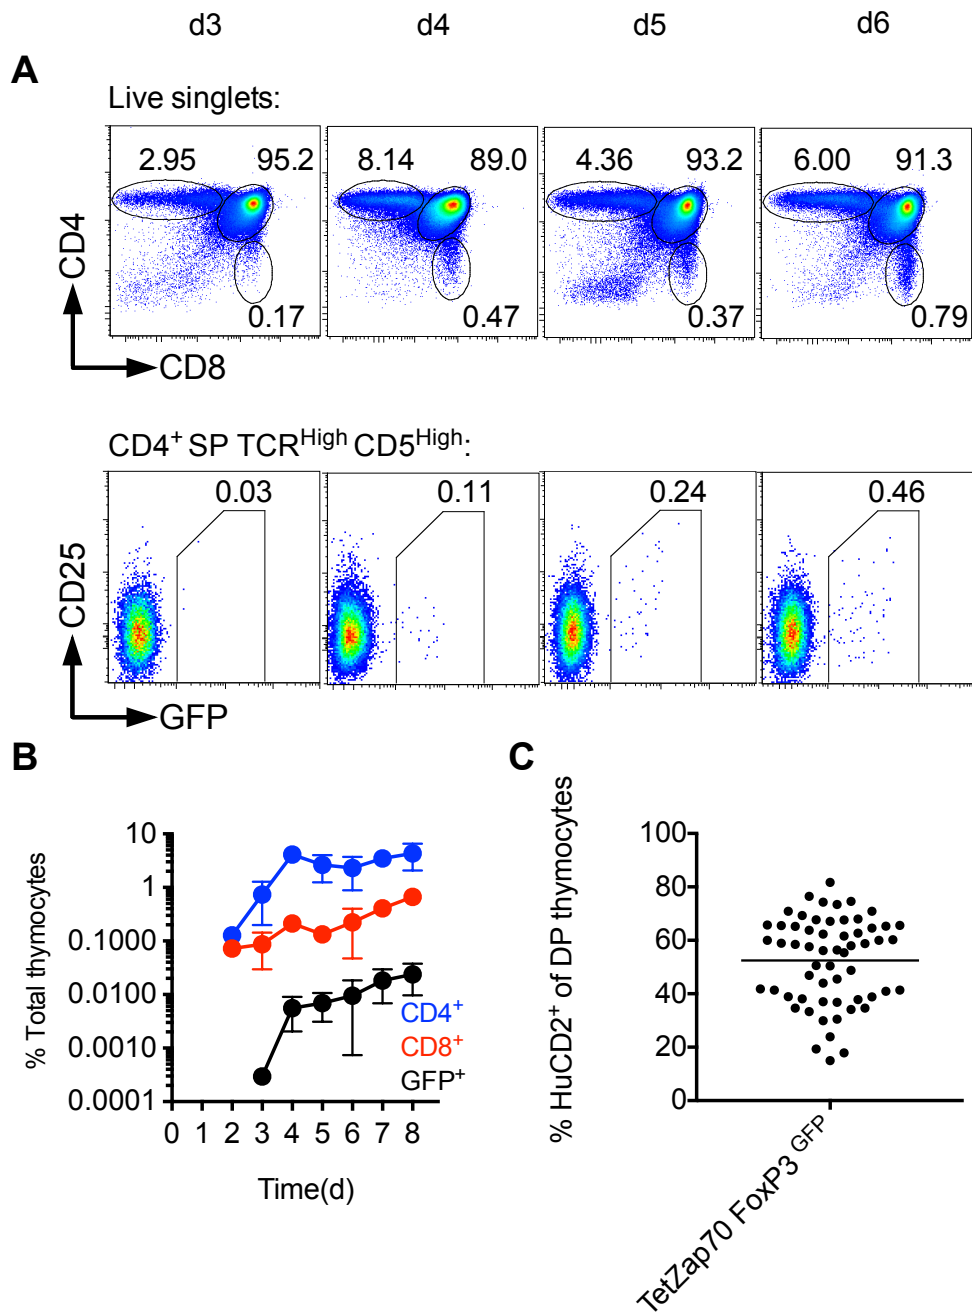 d3 d4 d5 d6
A
Live singlets:
2.95 95.2 8.14 89.0 4.36 93.2 6.00 91.3
CD4
0.17 0.47 0.37 0.79
CD8
CD4⁺ SP TCR^High CD5^High:
0.03 0.11 0.24 0.46
CD25
GFP
B
% Total thymocytes
10
1
0.1000
0.0100
0.0010
0.0001
CD4⁺
CD8⁺
GFP⁺
0 1 2 3 4 5 6 7 8
Time(d)
C
% HuCD2⁺ of DP thymocytes
100
80
60
40
20
0
TetZap70 FoxP3^GFP